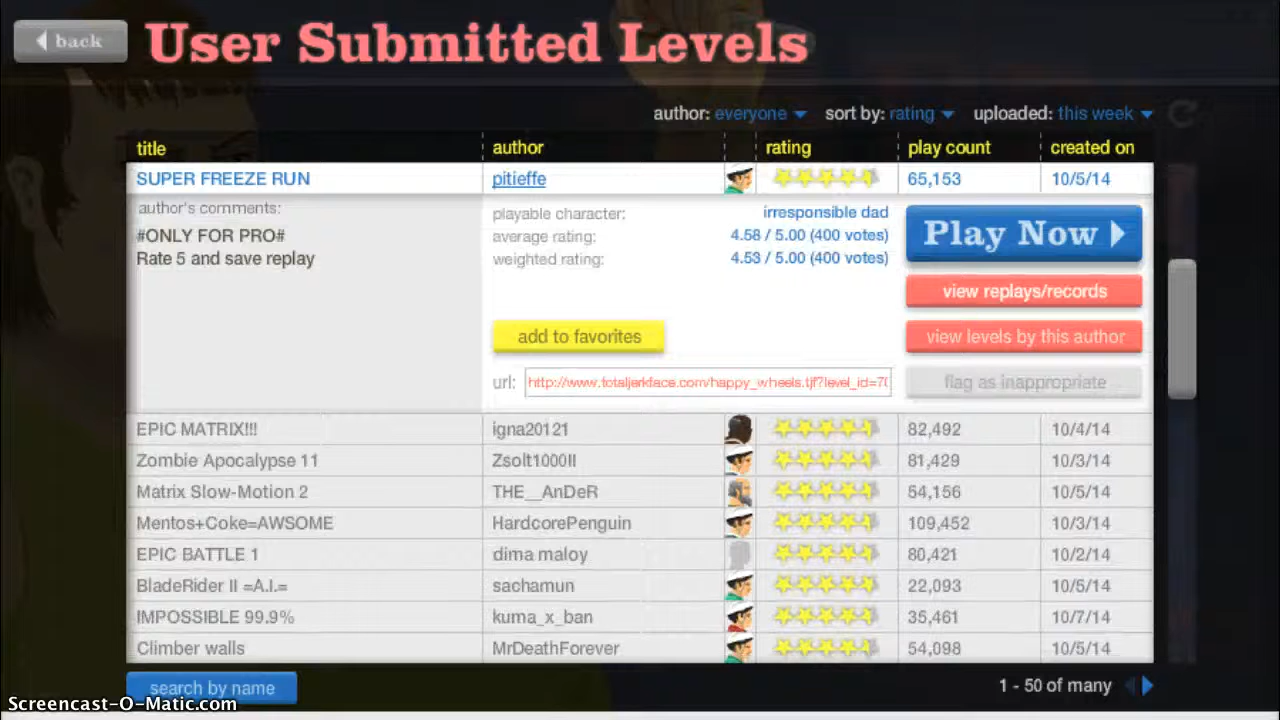 back
User Submitted Levels
author: everyone sort by: rating uploaded: this week
title author rating play count created on
SUPER FREEZE RUN pitieffe 65,153 10/5/14
author's comments:
#ONLY FOR PRO#
Rate 5 and save replay
playable character: irresponsible dad
average rating: 4.58 / 5.00 (400 votes)
weighted rating: 4.53 / 5.00 (400 votes)
Play Now
view replays/records
add to favorites
view levels by this author
url: http://www.totaljerkface.com/happy_wheels.tjf?level_id=70
flag as inappropriate
EPIC MATRIX!!! igna20121 82,492 10/4/14
Zombie Apocalypse 11 Zsolt1000II 81,429 10/3/14
Matrix Slow-Motion 2 THE__AnDeR 54,156 10/5/14
Mentos+Coke=AWSOME HardcorePenguin 109,452 10/3/14
EPIC BATTLE 1 dima maloy 80,421 10/2/14
BladeRider II =A.I.= sachamun 22,093 10/5/14
IMPOSSIBLE 99.9% kuma_x_ban 35,461 10/7/14
Climber walls MrDeathForever 54,098 10/5/14
search by name
1 - 50 of many
Screencast-O-Matic.com